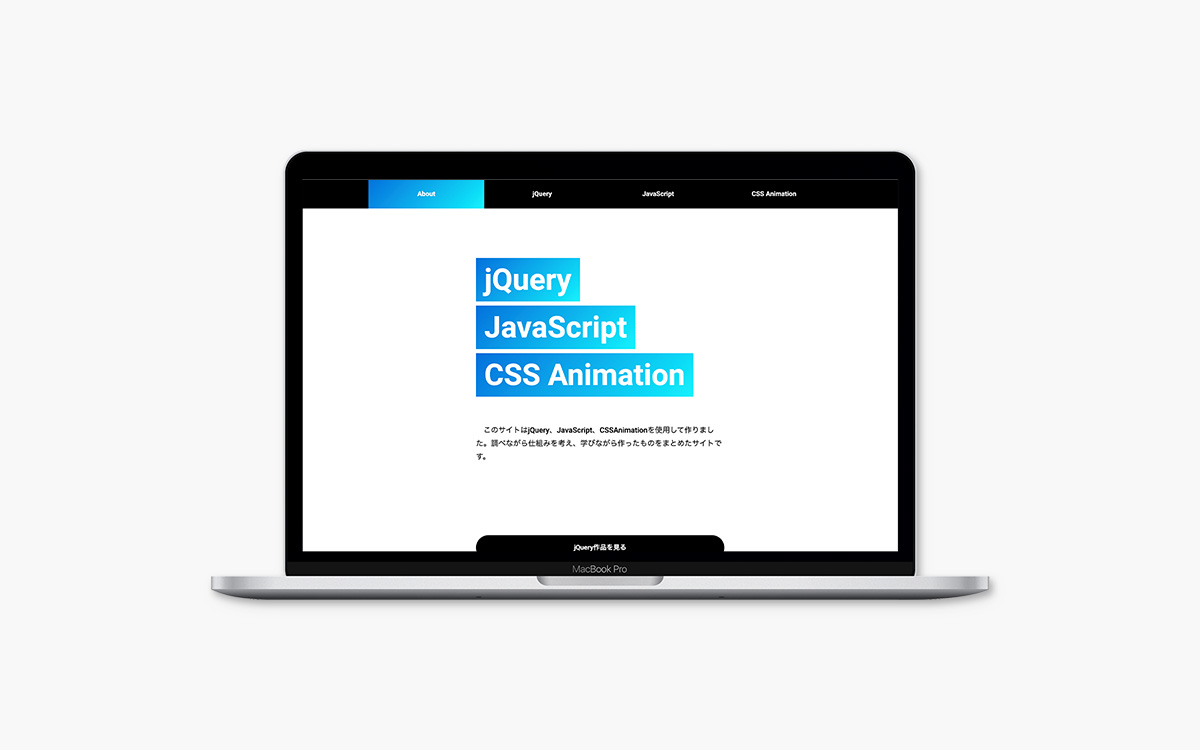 About jQuery JavaScript CSS Animation
jQuery
JavaScript
CSS Animation
このサイトはjQuery、JavaScript、CSSAnimationを使用して作りまし
た。調べながら仕組みを考え、学びながら作ったものをまとめたサイトで
す。
jQuery作品を見る
MacBook Pro